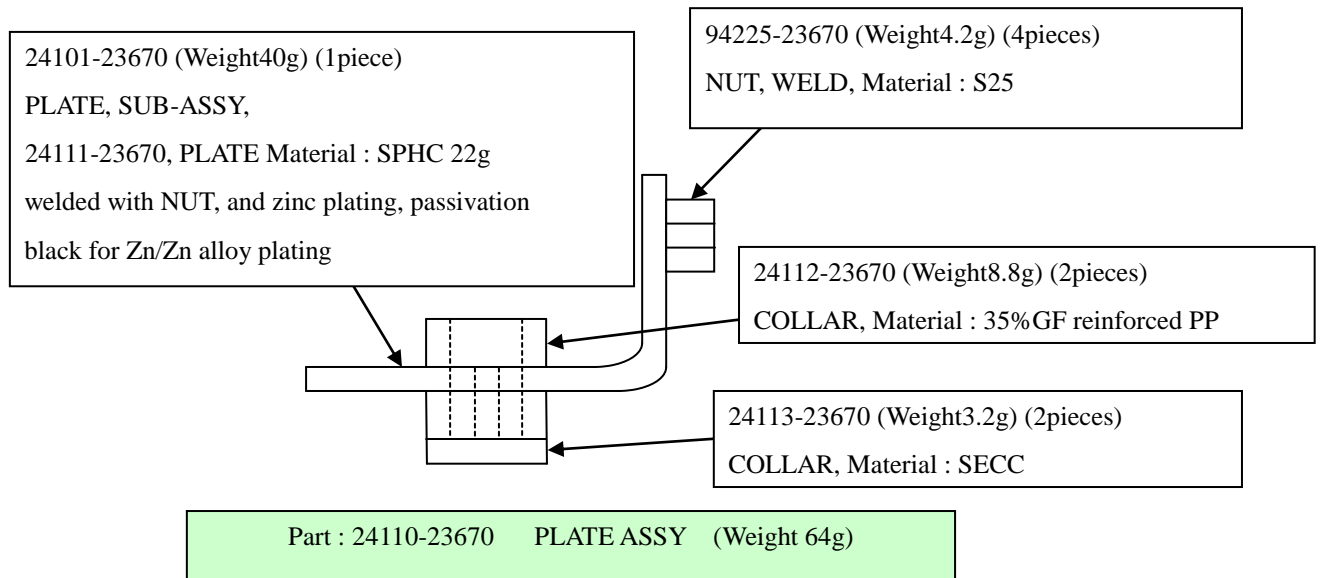 24101-23670 (Weight40g) (1piece)
PLATE, SUB-ASSY,
24111-23670, PLATE Material : SPHC 22g
welded with NUT, and zinc plating, passivation
black for Zn/Zn alloy plating
94225-23670 (Weight4.2g) (4pieces)
NUT, WELD, Material : S25
24112-23670 (Weight8.8g) (2pieces)
COLLAR, Material : 35%GF reinforced PP
24113-23670 (Weight3.2g) (2pieces)
COLLAR, Material : SECC
Part : 24110-23670 PLATE ASSY (Weight 64g)